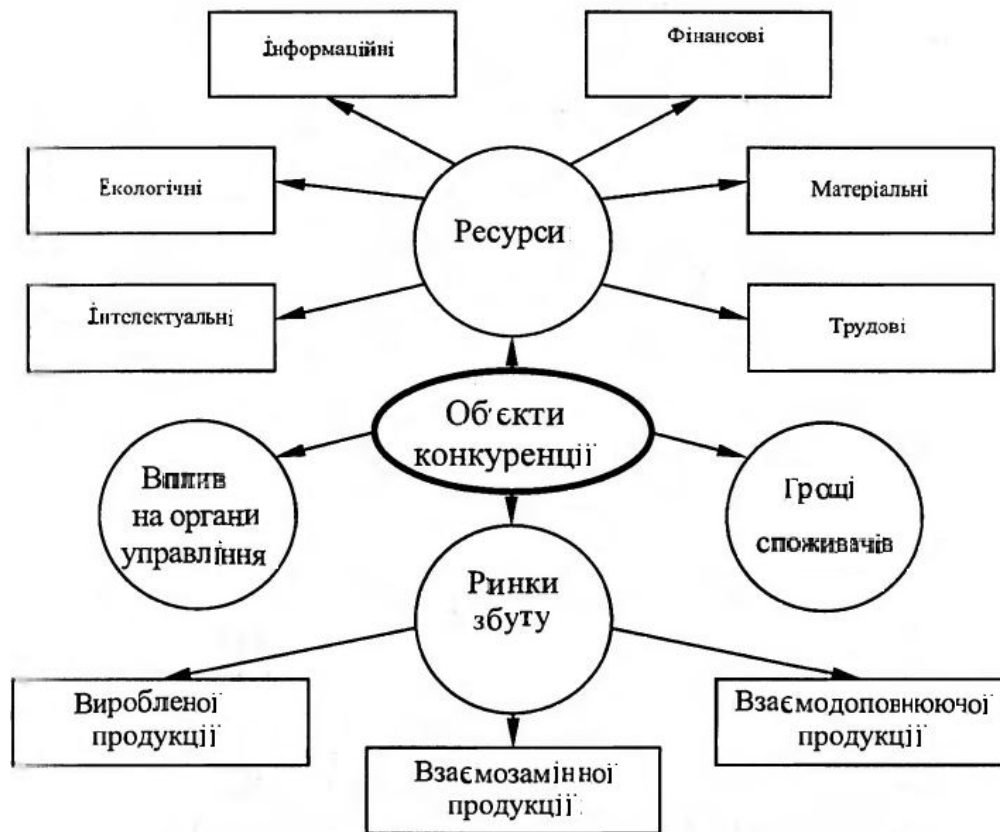 Інформаційні
Фінансові
Екологічні
Ресурси
Матеріальні
Інтелектуальні
Трудові
Об'єкти
конкуренції
Вплив
на органи
управління
Гроші
споживачів
Ринки
збуту
Виробленої
продукції
Взаємозамінної
продукції
Взаємодоповнюючої
продукції